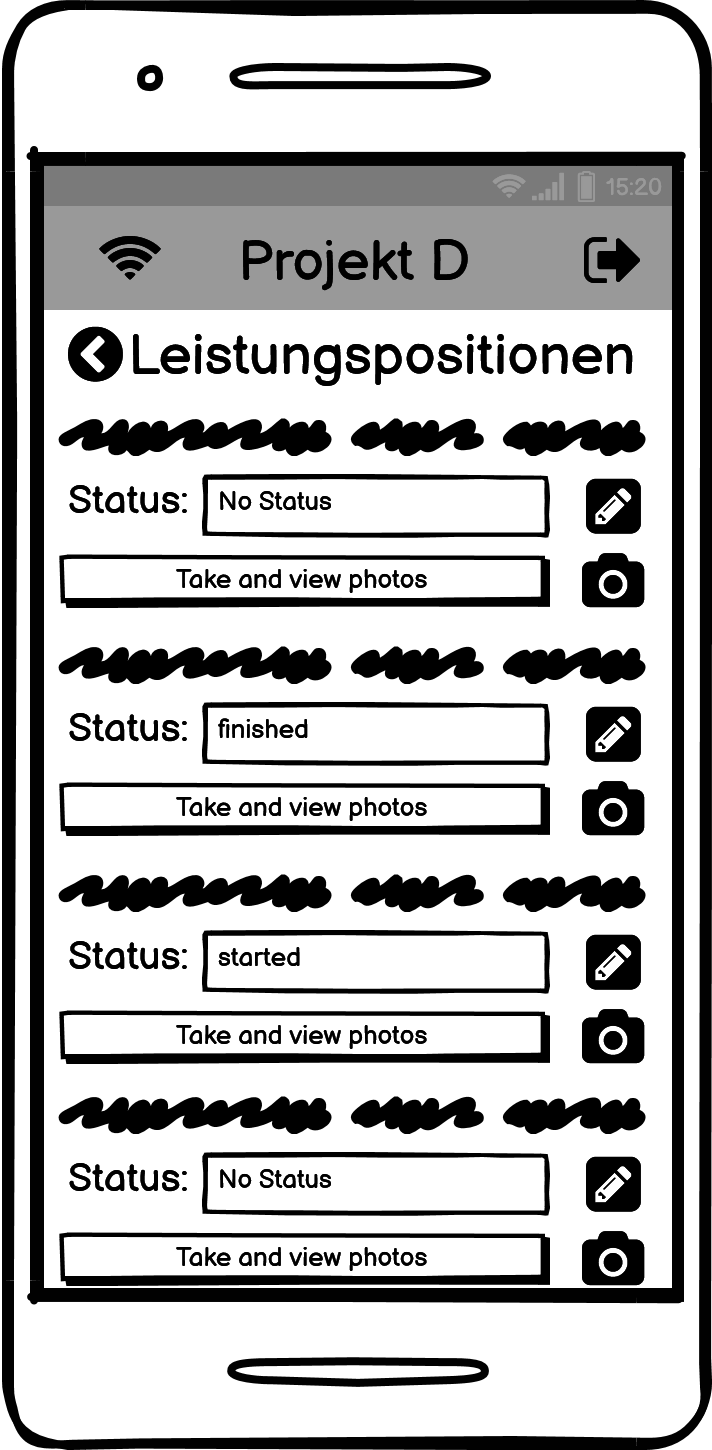 15:20
Projekt D
Leistungspositionen
Status: No Status
Take and view photos
Status: finished
Take and view photos
Status: started
Take and view photos
Status: No Status
Take and view photos